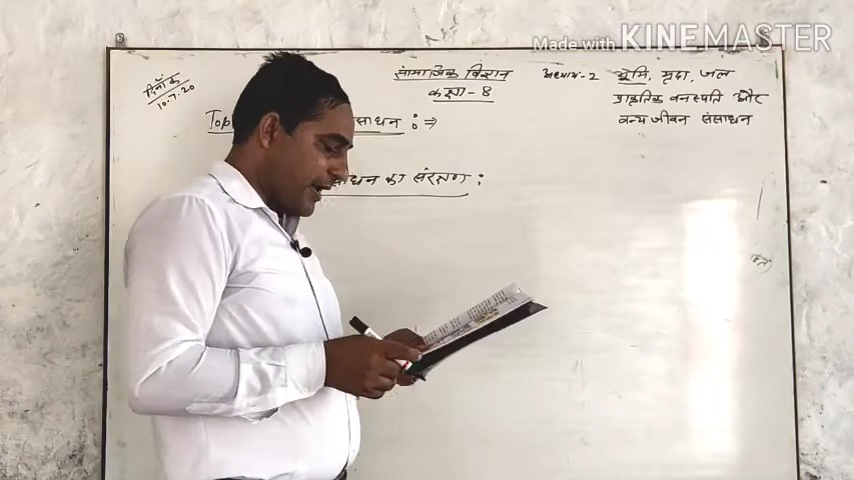 Made with KINEMASTER
दिनाँक
10.7.20
सामाजिक विज्ञान
कक्षा - 8
अध्याय - 2 भूमि, मृदा, जल
प्राकृतिक वनस्पति और
वन्य जीवन संसाधन
Top साधन : ⇒
का संरक्षण :